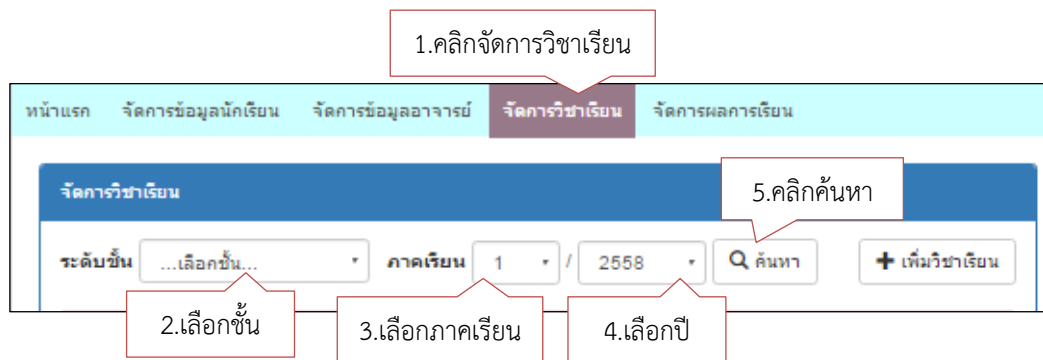 1.คลิกจัดการวิชาเรียน
หน้าแรก จัดการข้อมูลนักเรียน จัดการข้อมูลอาจารย์ จัดการวิชาเรียน จัดการผลการเรียน
จัดการวิชาเรียน
5.คลิกค้นหา
ระดับชั้น ...เลือกชั้น... ภาคเรียน 1 / 2558 ค้นหา เพิ่มวิชาเรียน
2.เลือกชั้น
3.เลือกภาคเรียน
4.เลือกปี